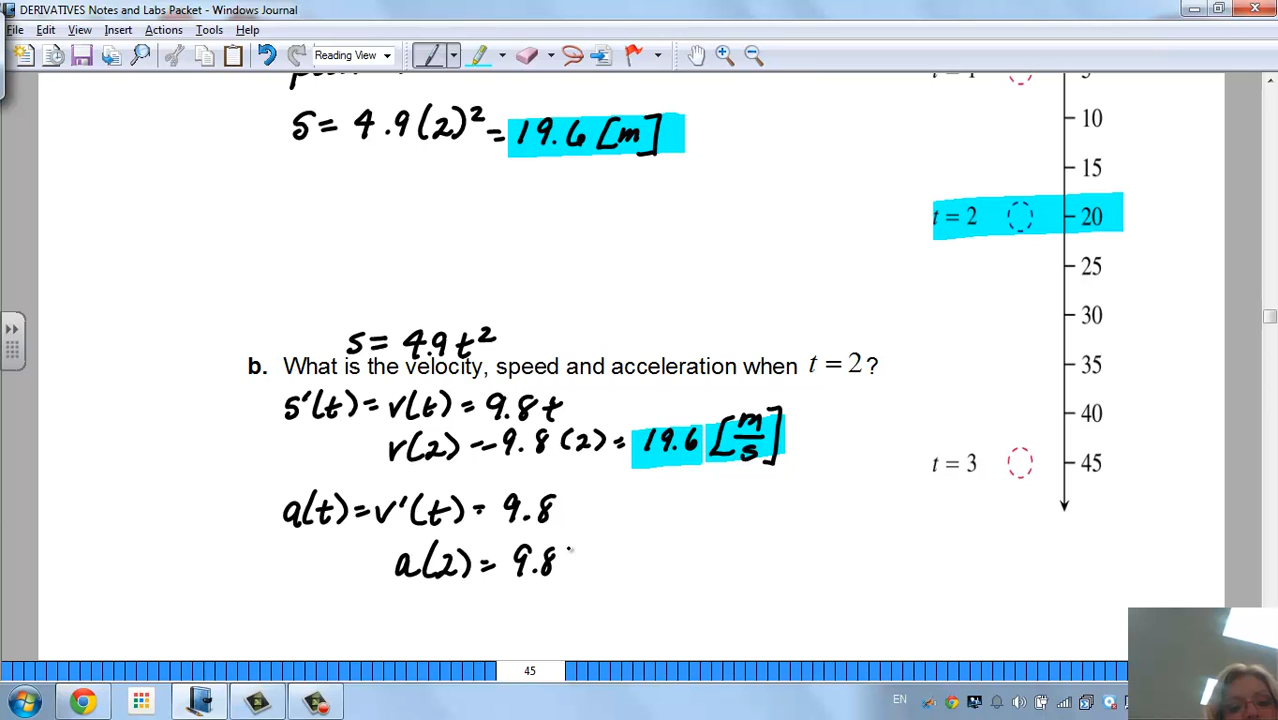 DERIVATIVES Notes and Labs Packet - Windows Journal
File Edit View Insert Actions Tools Help
Reading View
s = 4.9(2)² = 19.6 [m]
10
15
t = 2 20
25
30
s = 4.9t²
b. What is the velocity, speed and acceleration when t = 2?
35
s'(t) = v(t) = 9.8t
40
v(2) = 9.8(2) = 19.6 [m/s]
t = 3 45
a(t) = v'(t) = 9.8
a(2) = 9.8
45
EN